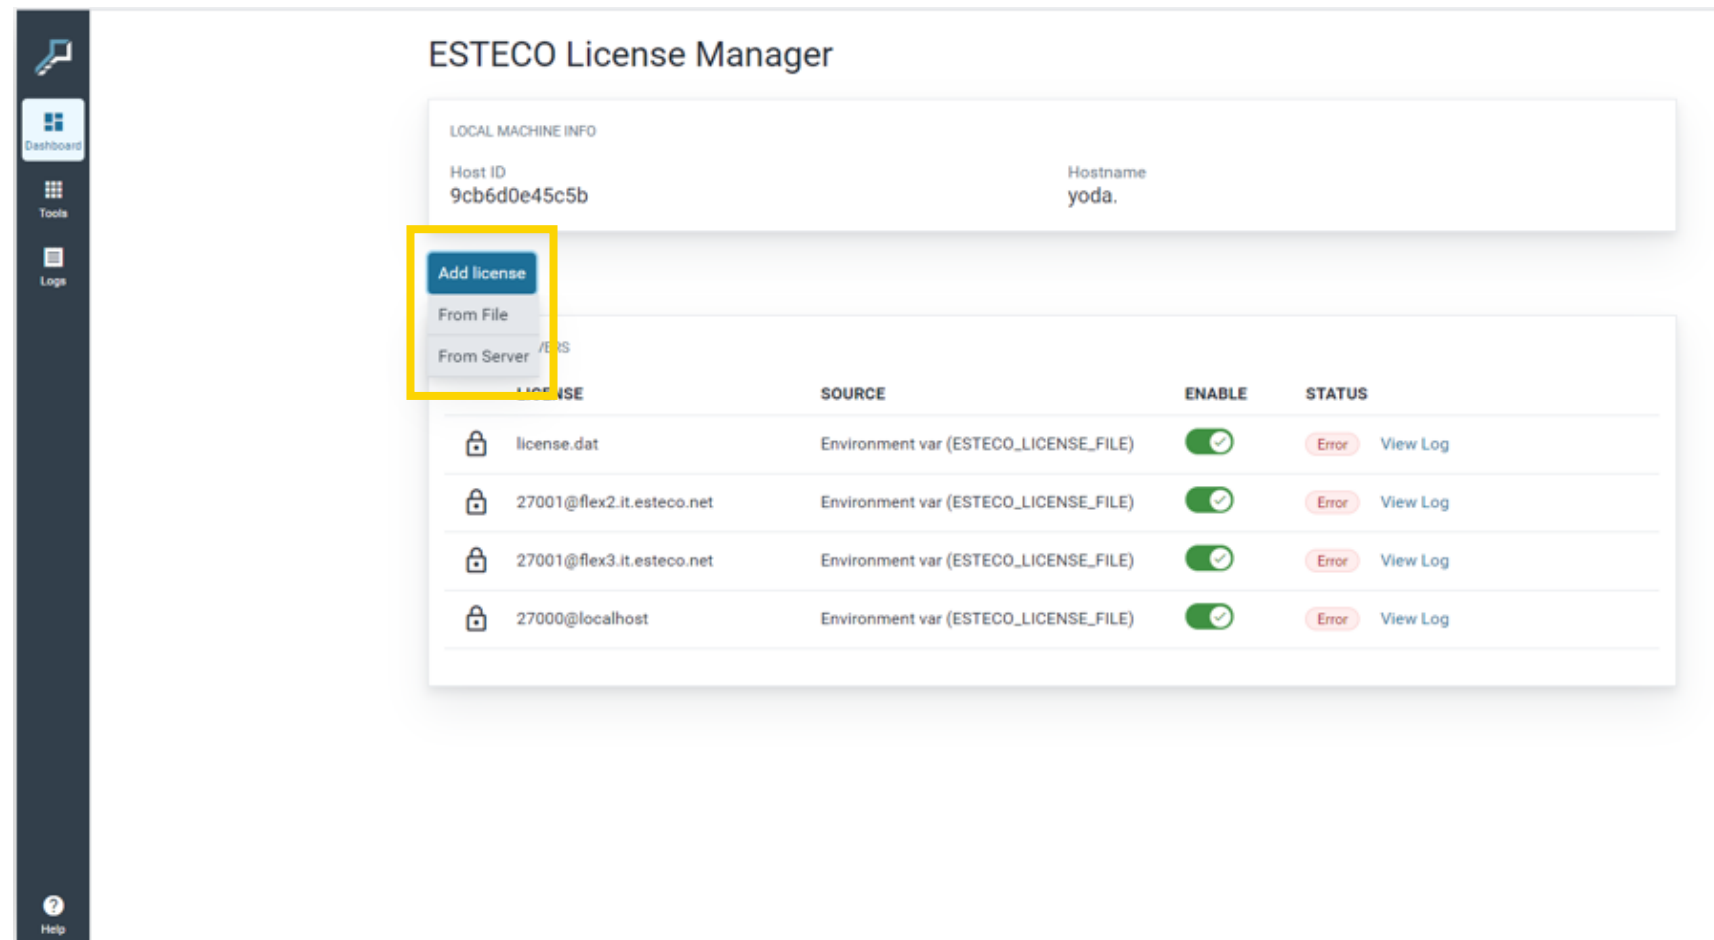 ESTECO License Manager
Dashboard
Tools
Logs
LOCAL MACHINE INFO
Host ID
Hostname
9cb6d0e45c5b
yoda.
Add license
From File
From Server
LICENSE SOURCE ENABLE STATUS
license.dat Environment var (ESTECO_LICENSE_FILE) Error View Log
27001@flex2.it.esteco.net Environment var (ESTECO_LICENSE_FILE) Error View Log
27001@flex3.it.esteco.net Environment var (ESTECO_LICENSE_FILE) Error View Log
27000@localhost Environment var (ESTECO_LICENSE_FILE) Error View Log
Help